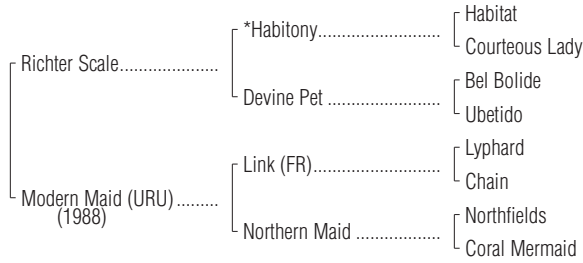 Habitat
*Habitony
Courteous Lady
Richter Scale
Bel Bolide
Devine Pet
Ubetido
Lyphard
Link (FR)
Chain
Modern Maid (URU)
(1988)
Northfields
Northern Maid
Coral Mermaid